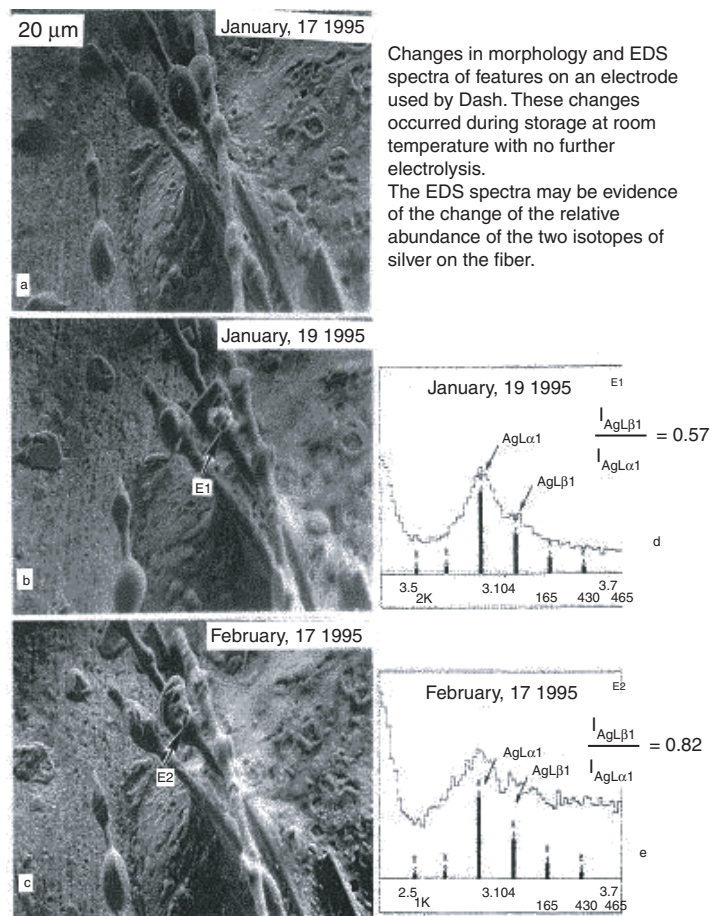 20 μm
January, 17 1995
Changes in morphology and EDS
spectra of features on an electrode
used by Dash. These changes
occurred during storage at room
temperature with no further
electrolysis.
The EDS spectra may be evidence
of the change of the relative
abundance of the two isotopes of
silver on the fiber.
a
January, 19 1995
E1
b
January, 19 1995
E1
I AgLβ1
I AgLα1
= 0.57
AgLα1
AgLβ1
d
3.5
3.104
3.7
2K
165
430
465
February, 17 1995
E2
c
February, 17 1995
E2
I AgLβ1
I AgLα1
= 0.82
AgLα1
AgLβ1
e
2.5
3.104
3.7
1K
165
430
465